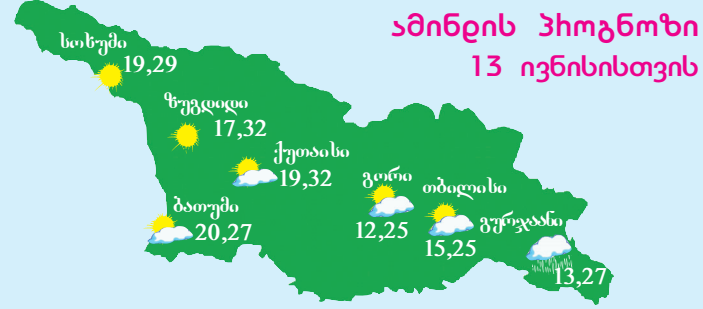 ამინდის პროგნოზი
13 ივნისისთვის
სოხუმი
19,29
ზუგდიდი
17,32
ქუთაისი
19,32
გორი
12,25
თბილისი
15,25
ბათუმი
20,27
გურჯაანი
13,27